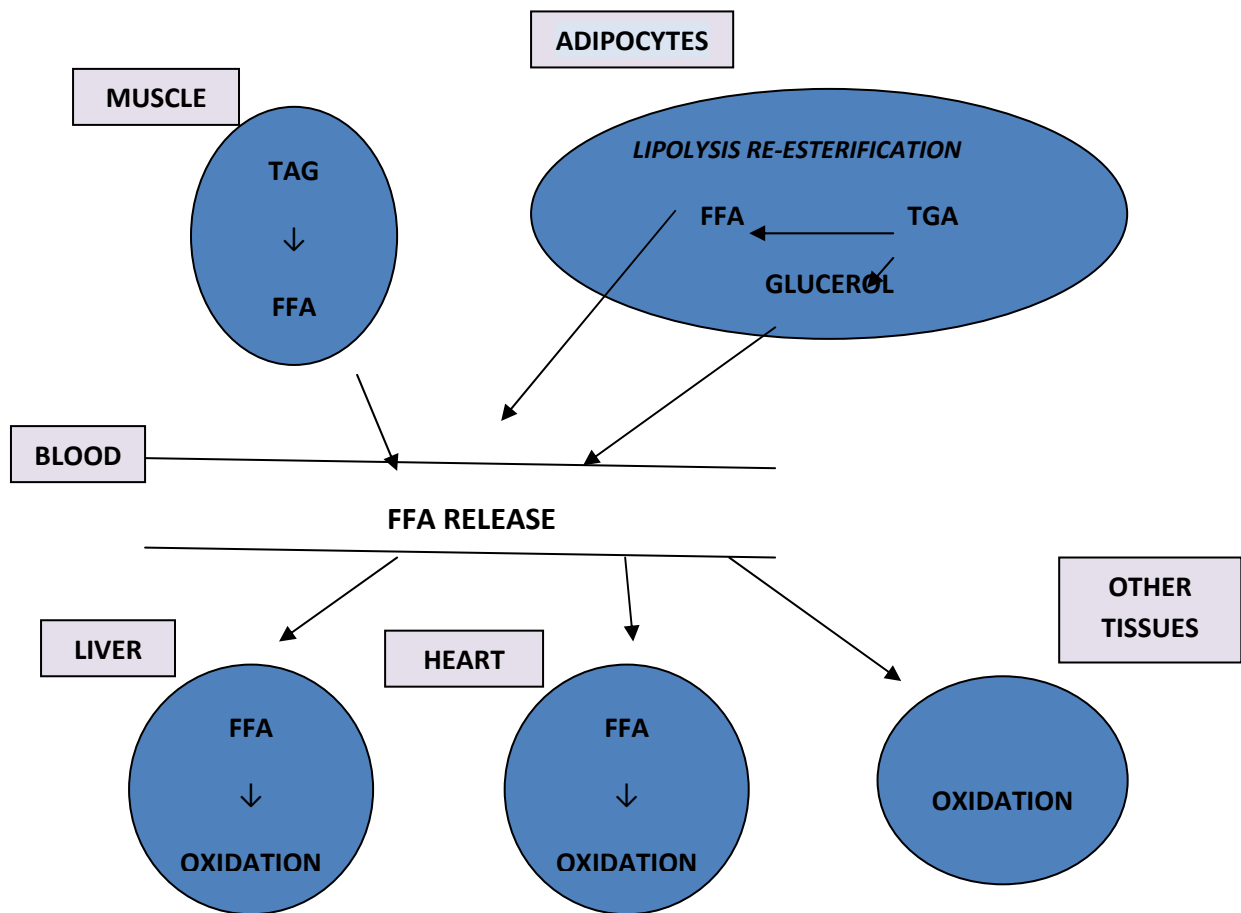 ADIPOCYTES
MUSCLE
TAG
↓
FFA
LIPOLYSIS RE-ESTERIFICATION
FFA TGA
GLUCEROL
BLOOD
FFA RELEASE
LIVER
FFA
↓
OXIDATION
HEART
FFA
↓
OXIDATION
OTHER
TISSUES
OXIDATION